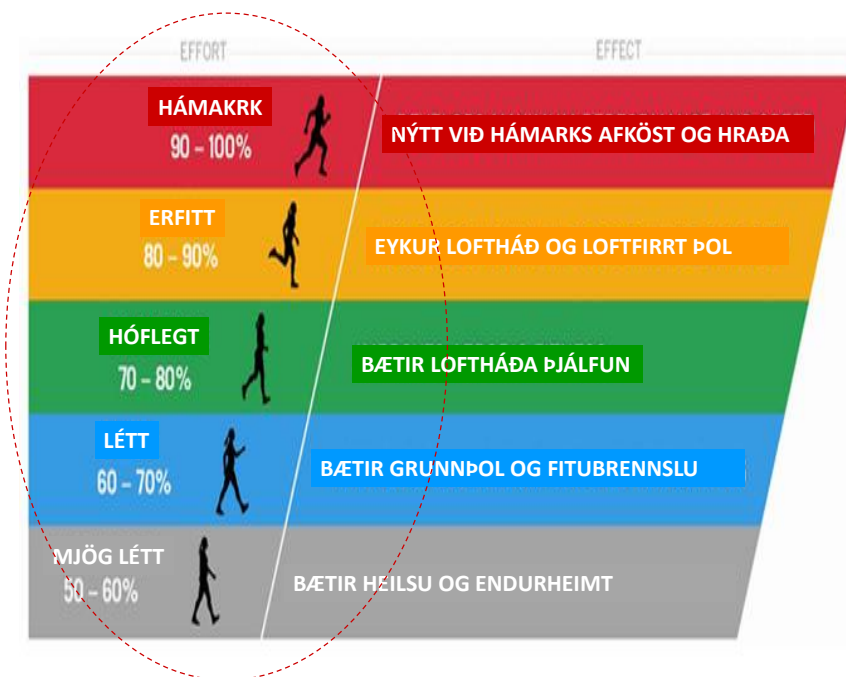 EFFORT
EFFECT
HÁMAKRK
90 – 100%
NÝTT VIÐ HÁMARKS AFKÖST OG HRAÐA
ERFITT
80 – 90%
EYKUR LOFTHÁÐ OG LOFTFIRRT ÞOL
HÓFLEGT
70 – 80%
BÆTIR LOFTHÁÐA ÞJÁLFUN
LÉTT
60 – 70%
BÆTIR GRUNNÞOL OG FITUBRENNSLU
MJÖG LÉTT
50 – 60%
BÆTIR HEILSU OG ENDURHEIMT